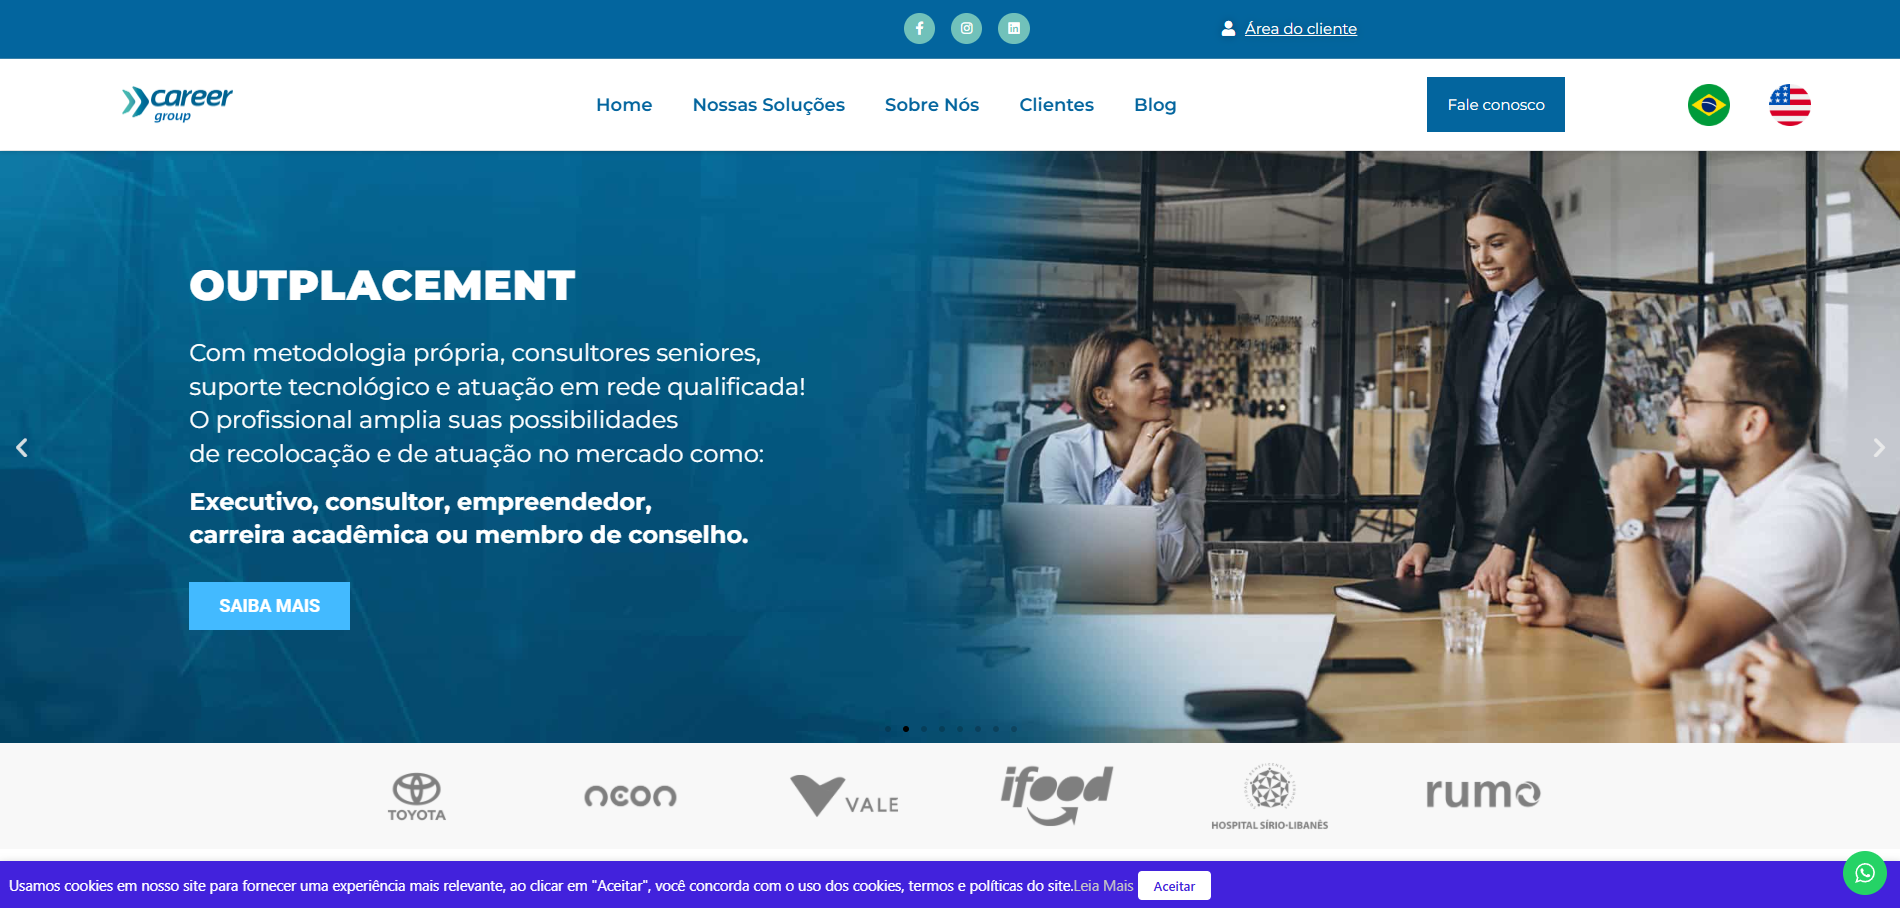 Área do cliente
career
group
Home
Nossas Soluções
Sobre Nós
Clientes
Blog
Fale conosco
OUTPLACEMENT
Com metodologia própria, consultores seniores,
suporte tecnológico e atuação em rede qualificada!
O profissional amplia suas possibilidades
de recolocação e de atuação no mercado como:
Executivo, consultor, empreendedor,
carreira acadêmica ou membro de conselho.
SAIBA MAIS
TOYOTA
neon
VALE
ifood
HOSPITAL SÍRIO-LIBANÊS
rumo
Usamos cookies em nosso site para fornecer uma experiência mais relevante, ao clicar em "Aceitar", você concorda com o uso dos cookies, termos e políticas do site.Leia Mais Aceitar